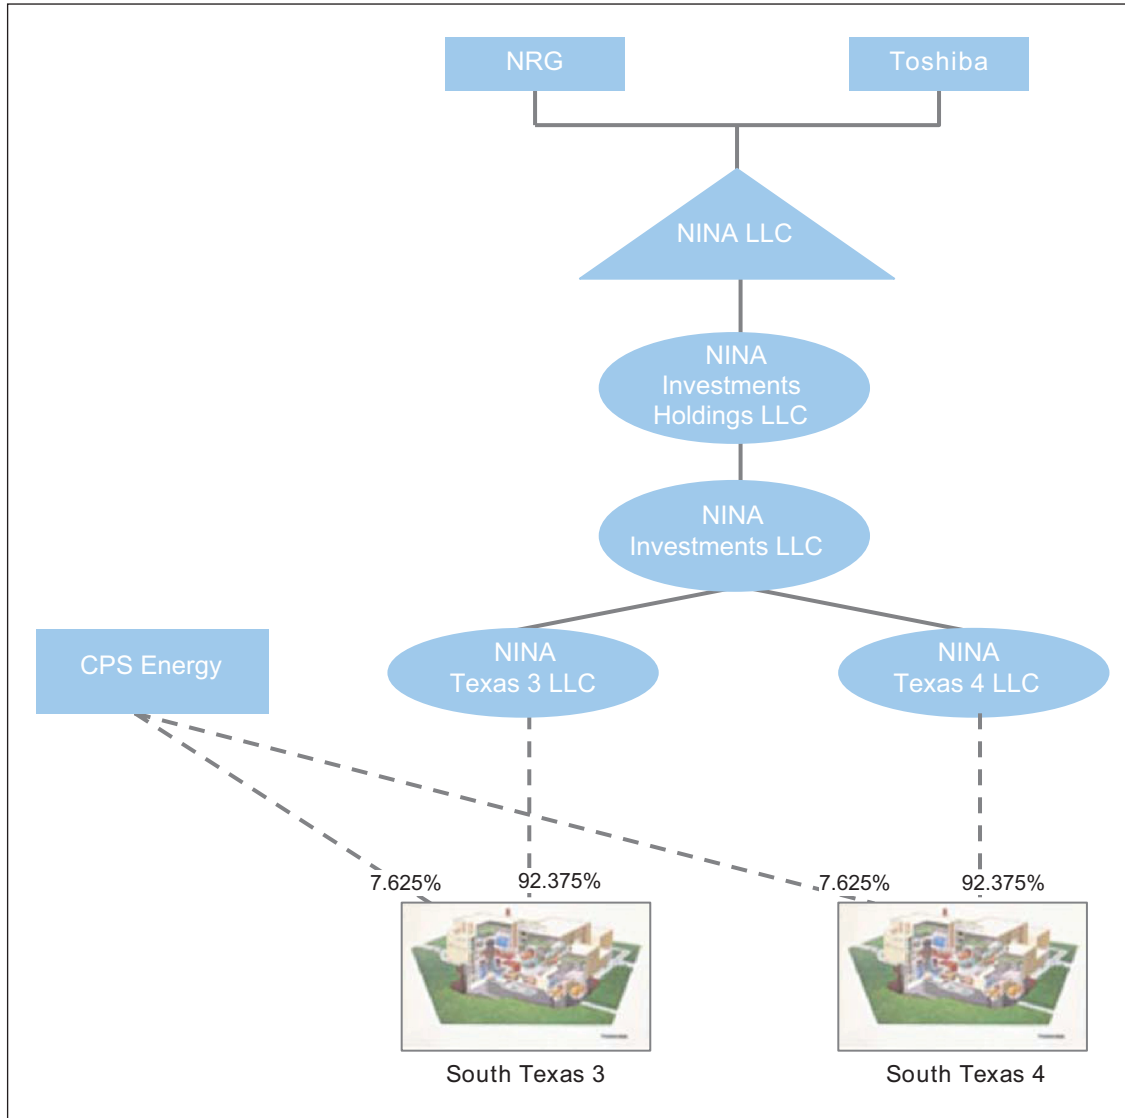 NRG
Toshiba
NINA LLC
NINA
Investments
Holdings LLC
NINA
Investments LLC
CPS Energy
NINA
Texas 3 LLC
NINA
Texas 4 LLC
7.625%
92.375%
7.625%
92.375%
South Texas 3
South Texas 4